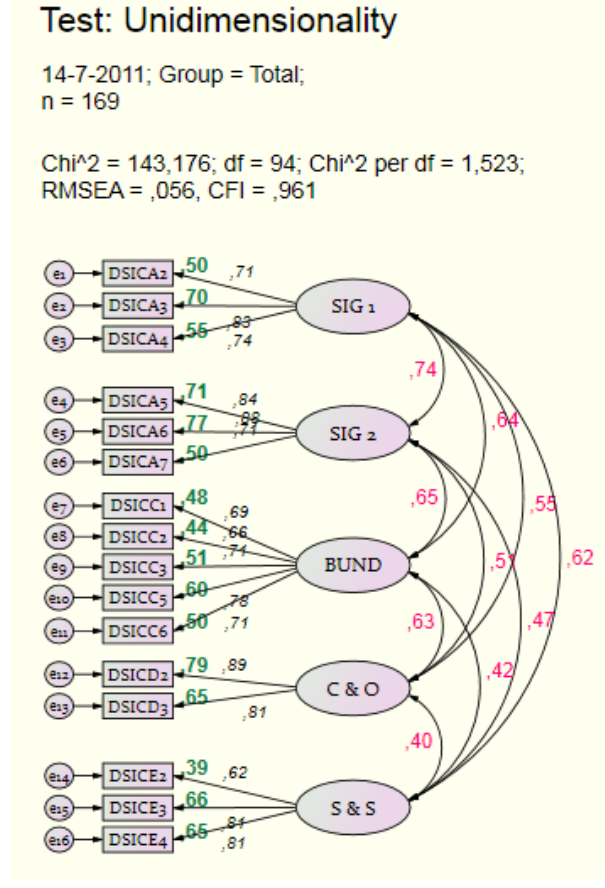 Test: Unidimensionality
14-7-2011; Group = Total;
n = 169
Chi^2 = 143,176; df = 94; Chi^2 per df = 1,523;
RMSEA = ,056, CFI = ,961
e1 DSICA2 ,50 ,71
e2 DSICA3 ,70 ,83 SIG 1
e3 DSICA4 ,55 ,74
,74
e4 DSICA5 ,71 ,84 ,64
e5 DSICA6 ,77 ,88 SIG 2
e6 DSICA7 ,50 ,71
e7 DSICC1 ,48 ,69 ,65 ,55
e8 DSICC2 ,44 ,66
e9 DSICC3 ,51 ,71 BUND ,51 ,62
e10 DSICC5 ,60 ,78
e11 DSICC6 ,50 ,71 ,63 ,47
e12 DSICD2 ,79 ,89 C & O ,42
e13 DSICD3 ,65 ,81
,40
e14 DSICE2 ,39 ,62
e15 DSICE3 ,66 ,81 S & S
e16 DSICE4 ,65 ,81